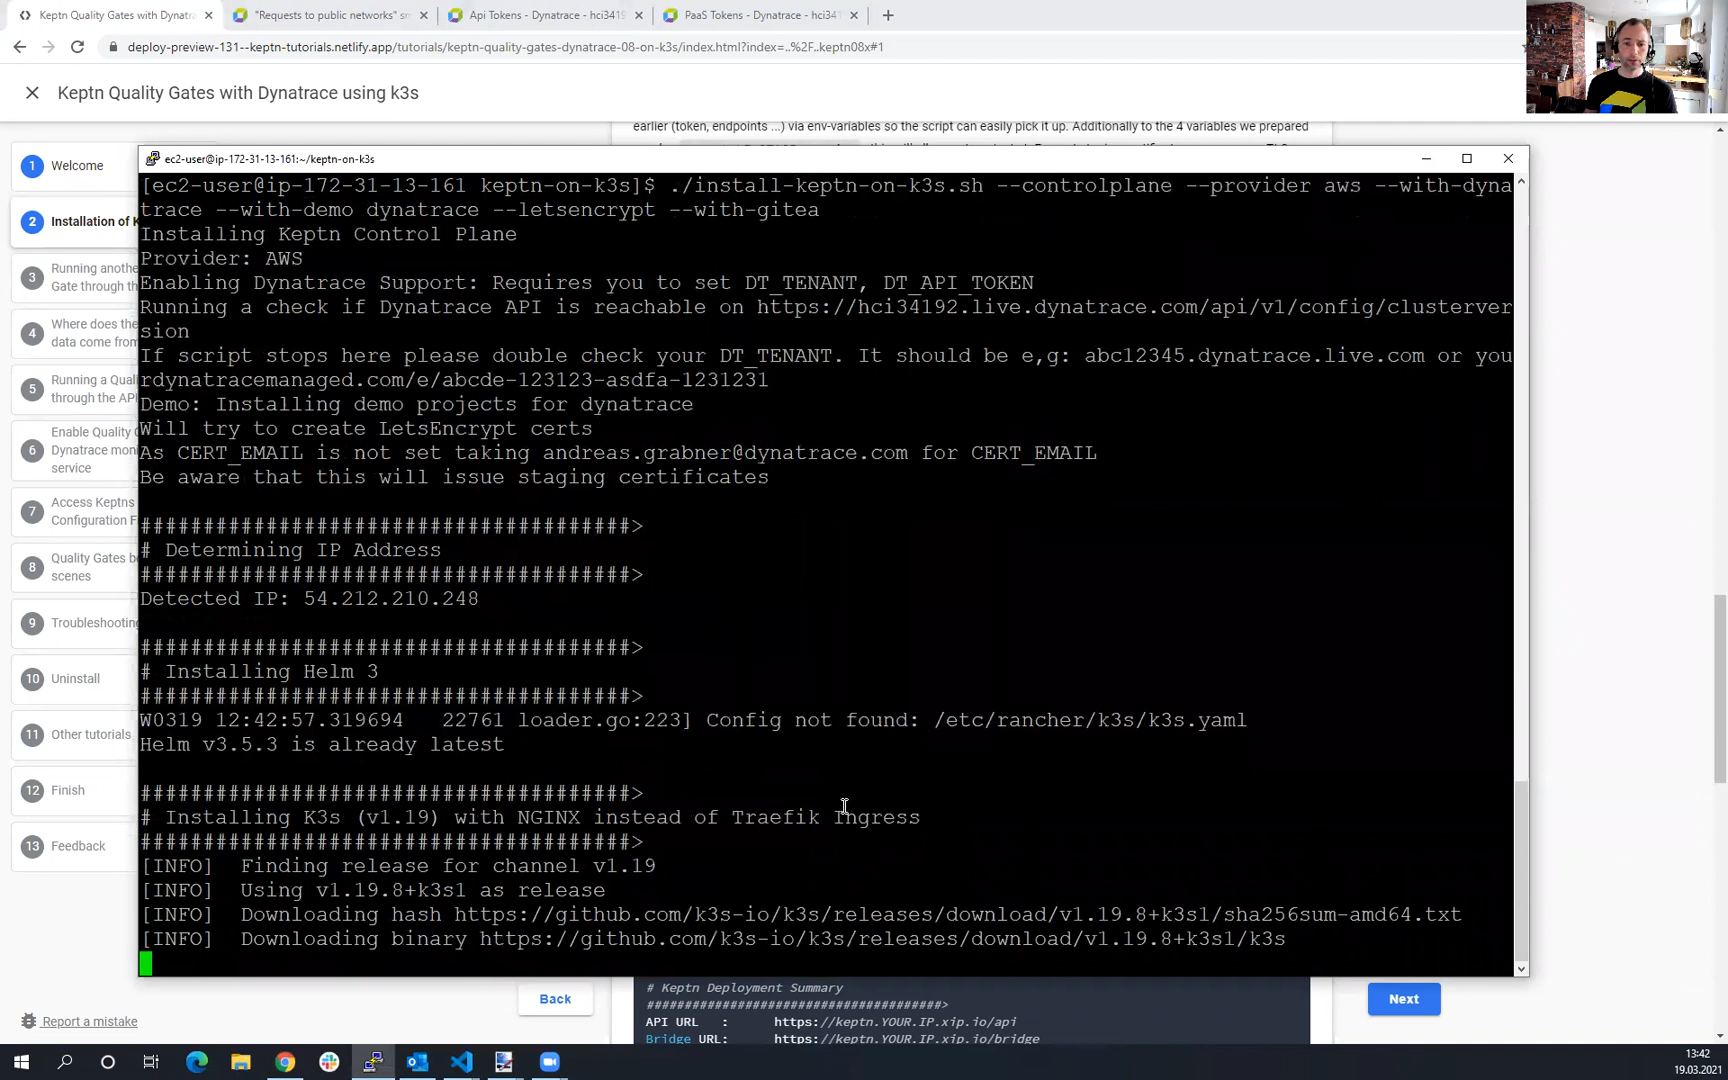 Keptn Quality Gates with Dynatra
"Requests to public networks" sm
Api Tokens - Dynatrace - hci3419
PaaS Tokens - Dynatrace - hci341
deploy-preview-131--keptn-tutorials.netlify.app/tutorials/keptn-quality-gates-dynatrace-08-on-k3s/index.html?index=..%2F..keptn08x#1
Keptn Quality Gates with Dynatrace using k3s
earlier (token, endpoints ...) via env-variables so the script can easily pick it up. Additionally to the 4 variables we prepared
1 Welcome
2 Installation of K
3 Running anothe
Gate through th
4 Where does the
data come from
5 Running a Qual
through the API
6 Enable Quality G
Dynatrace moni
service
7 Access Keptns
Configuration F
8 Quality Gates be
scenes
9 Troubleshooting
10 Uninstall
11 Other tutorials
12 Finish
13 Feedback
Report a mistake
ec2-user@ip-172-31-13-161:~/keptn-on-k3s
[ec2-user@ip-172-31-13-161 keptn-on-k3s]$ ./install-keptn-on-k3s.sh --controlplane --provider aws --with-dyna
trace --with-demo dynatrace --letsencrypt --with-gitea
Installing Keptn Control Plane
Provider: AWS
Enabling Dynatrace Support: Requires you to set DT_TENANT, DT_API_TOKEN
Running a check if Dynatrace API is reachable on https://hci34192.live.dynatrace.com/api/v1/config/clusterver
sion
If script stops here please double check your DT_TENANT. It should be e,g: abc12345.dynatrace.live.com or you
rdynatracemanaged.com/e/abcde-123123-asdfa-1231231
Demo: Installing demo projects for dynatrace
Will try to create LetsEncrypt certs
As CERT_EMAIL is not set taking andreas.grabner@dynatrace.com for CERT_EMAIL
Be aware that this will issue staging certificates
#######################################>
# Determining IP Address
#######################################>
Detected IP: 54.212.210.248
#######################################>
# Installing Helm 3
#######################################>
W0319 12:42:57.319694   22761 loader.go:223] Config not found: /etc/rancher/k3s/k3s.yaml
Helm v3.5.3 is already latest
#######################################>
# Installing K3s (v1.19) with NGINX instead of Traefik Ingress
#######################################>
[INFO]  Finding release for channel v1.19
[INFO]  Using v1.19.8+k3s1 as release
[INFO]  Downloading hash https://github.com/k3s-io/k3s/releases/download/v1.19.8+k3s1/sha256sum-amd64.txt
[INFO]  Downloading binary https://github.com/k3s-io/k3s/releases/download/v1.19.8+k3s1/k3s
Back
# Keptn Deployment Summary
#######################################>
API URL   :      https://keptn.YOUR.IP.xip.io/api
Bridge URL:      https://keptn.YOUR.IP.xip.io/bridge
Next
13:42
19.03.2021